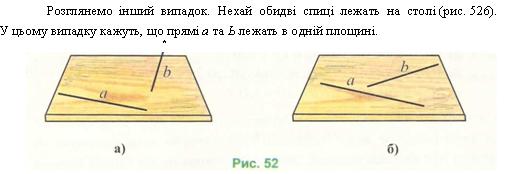 Розглянемо інший випадок. Нехай обидві спиці лежать на столі (рис. 526).
У цьому випадку кажуть, що прямі a та b лежать в одній площині.
a b
a b
а) б)
Рис. 52